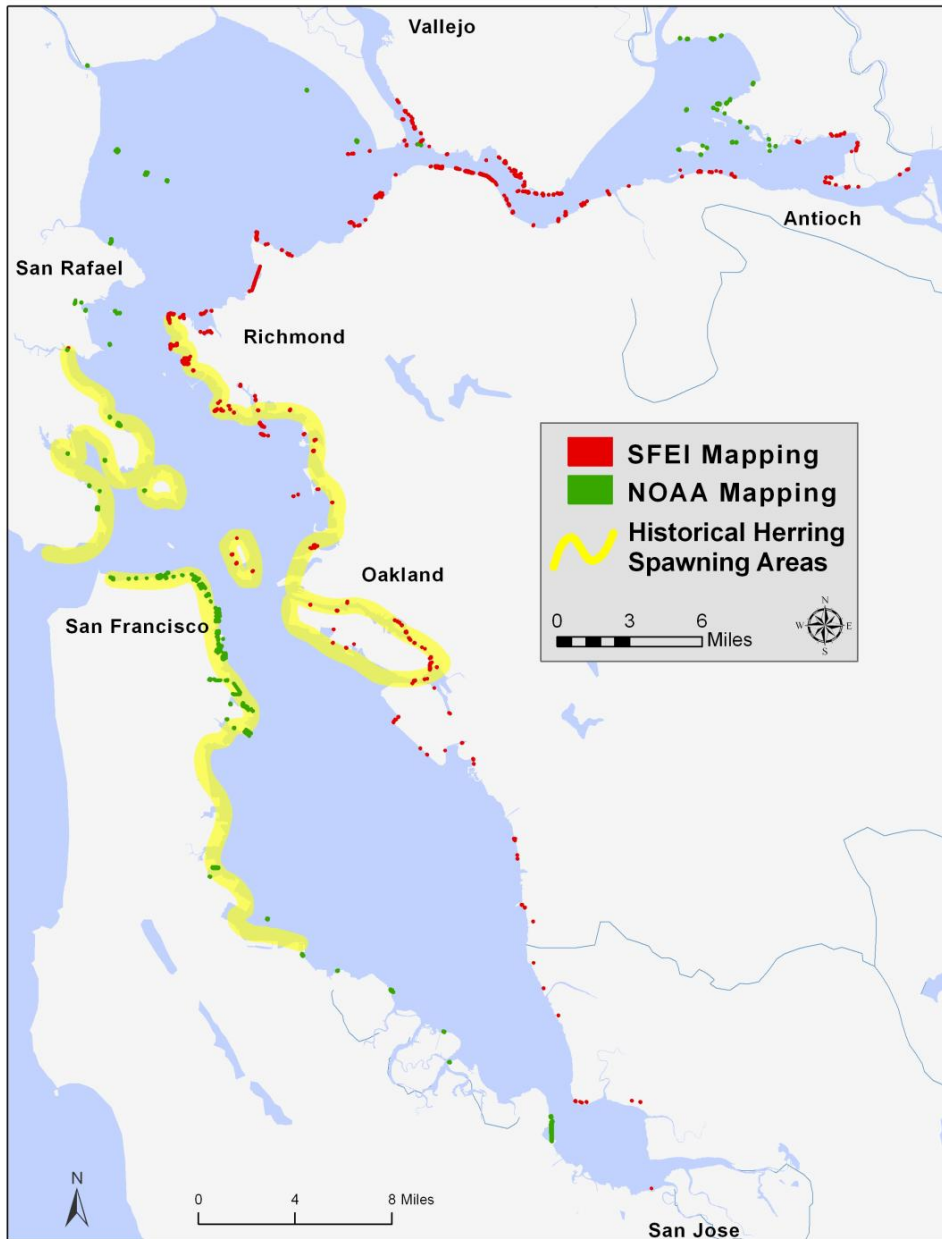 Vallejo
Antioch
San Rafael
Richmond
SFEI Mapping
NOAA Mapping
Historical Herring
Spawning Areas
0 3 6
Miles
N
W E
S
Oakland
San Francisco
N
0 4 8 Miles
San Jose